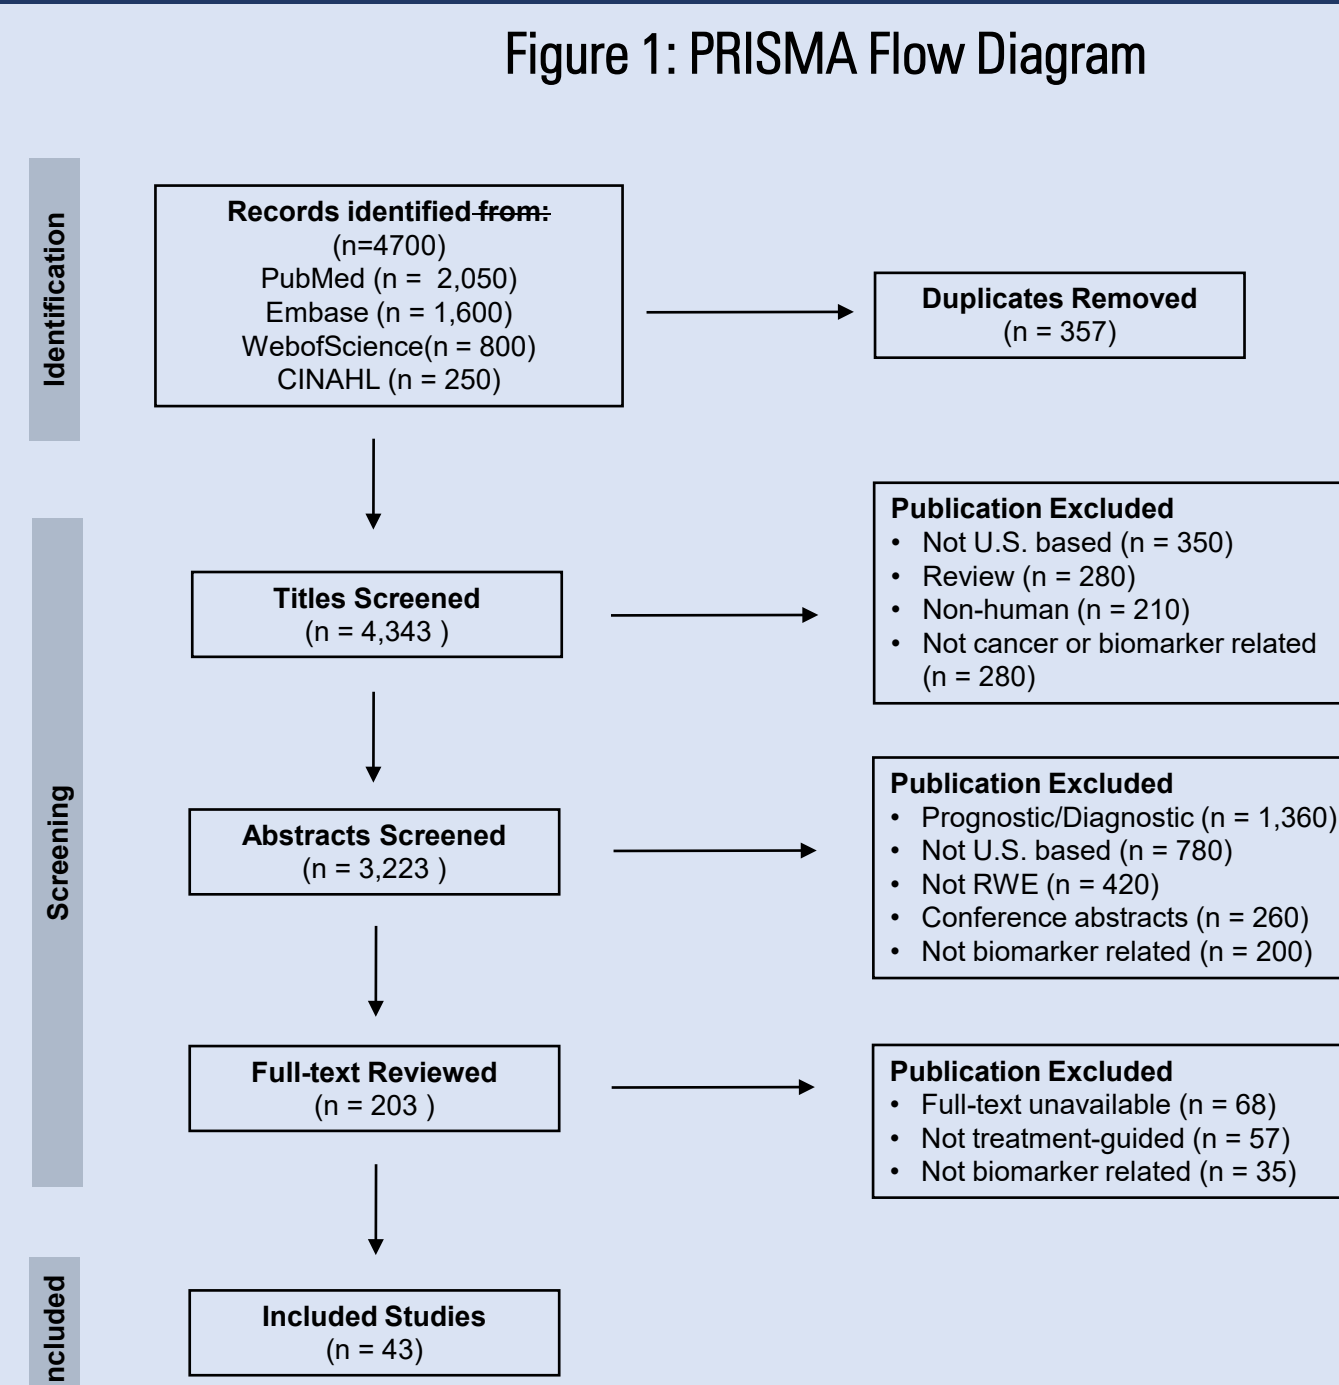 Figure 1: PRISMA Flow Diagram
Identification
Records identified from:
(n=4700)
PubMed (n =  2,050)
Embase (n = 1,600)
WebofScience(n = 800)
CINAHL (n = 250)
Duplicates Removed
(n = 357)
Screening
Titles Screened
(n = 4,343 )
Publication Excluded
• Not U.S. based (n = 350)
• Review (n = 280)
• Non-human (n = 210)
• Not cancer or biomarker related
(n = 280)
Abstracts Screened
(n = 3,223 )
Publication Excluded
• Prognostic/Diagnostic (n = 1,360)
• Not U.S. based (n = 780)
• Not RWE (n = 420)
• Conference abstracts (n = 260)
• Not biomarker related (n = 200)
Full-text Reviewed
(n = 203 )
Publication Excluded
• Full-text unavailable (n = 68)
• Not treatment-guided (n = 57)
• Not biomarker related (n = 35)
ncluded
Included Studies
(n = 43)